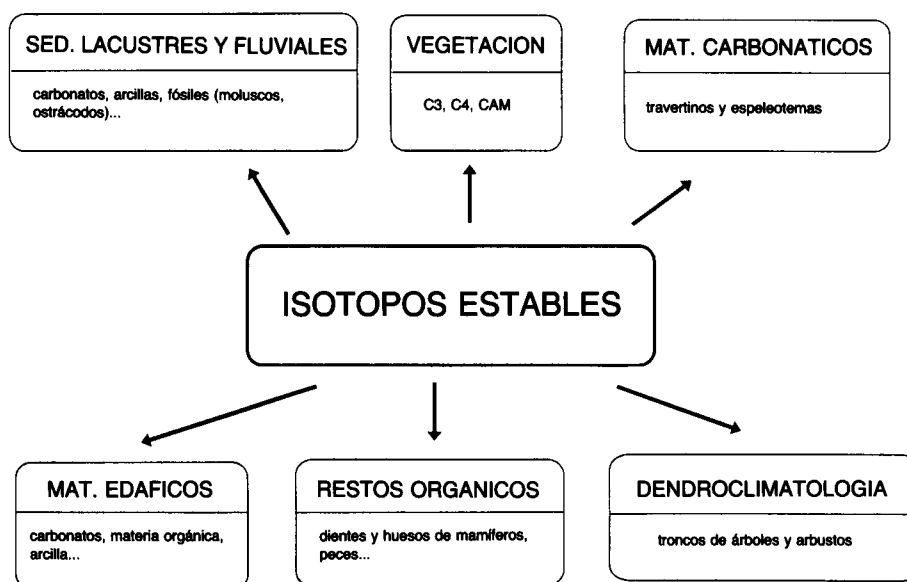 SED. LACUSTRES Y FLUVIALES
carbonatos, arcillas, fósiles (moluscos,
ostrácodos)...
VEGETACION
C3, C4, CAM
MAT. CARBONATICOS
travertinos y espeleotemas
ISOTOPOS ESTABLES
MAT. EDAFICOS
carbonatos, materia orgánica,
arcilla...
RESTOS ORGANICOS
dientes y huesos de mamíferos,
peces...
DENDROCLIMATOLOGIA
troncos de árboles y arbustos